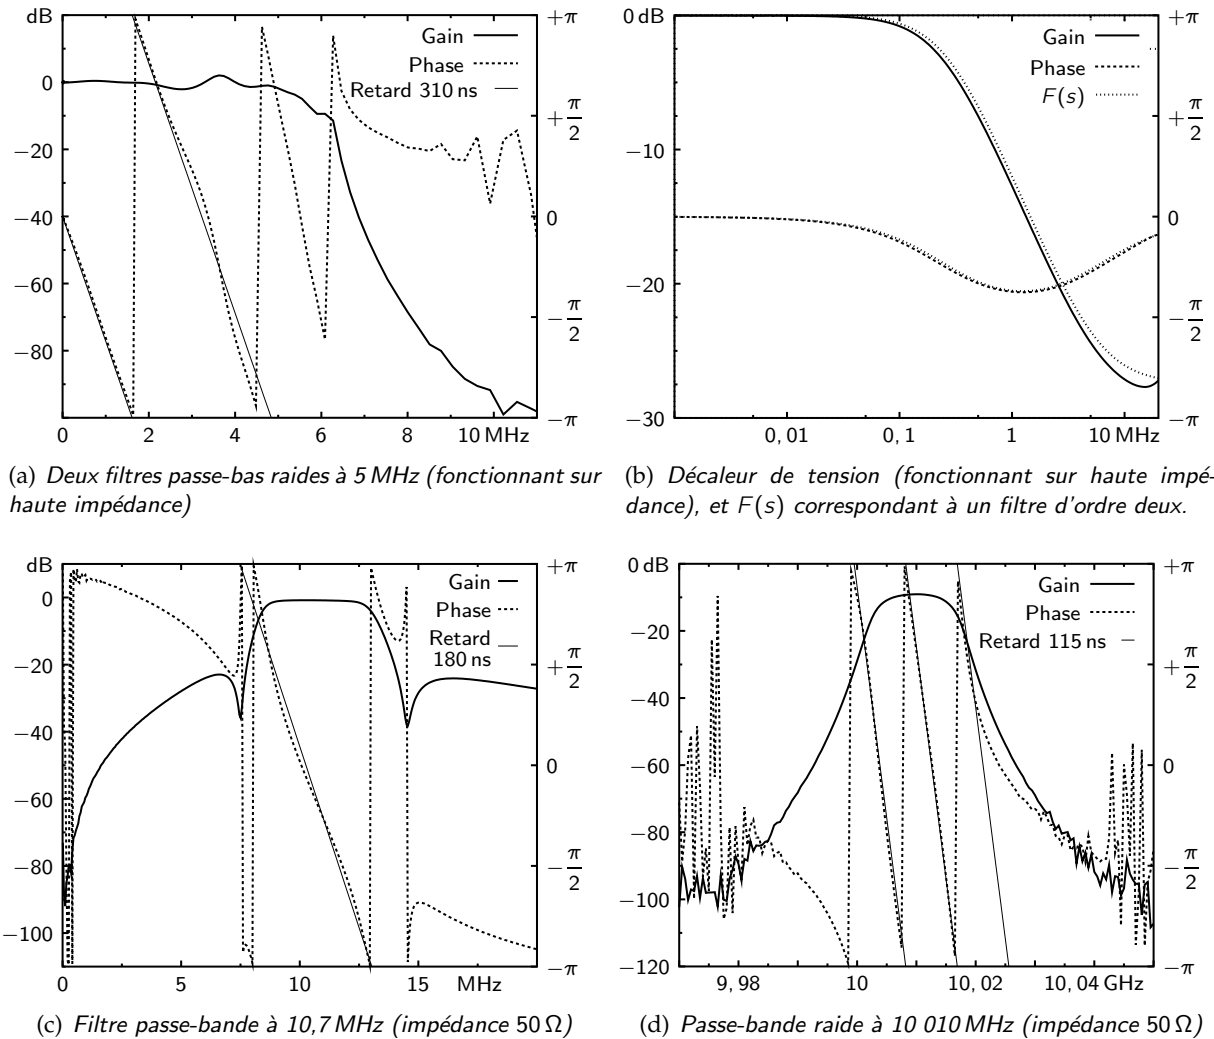 dB
0
−20
−40
−60
−80
0
2
4
6
8
10 MHz
+π
+π/2
0
−π/2
−π
Gain
Phase
Retard 310 ns
(a) Deux filtres passe-bas raides à 5 MHz (fonctionnant sur
haute impédance)
0 dB
−10
−20
−30
0, 01
0, 1
1
10 MHz
+π
+π/2
0
−π/2
−π
Gain
Phase
F(s)
(b) Décaleur de tension (fonctionnant sur haute impé-
dance), et F(s) correspondant à un filtre d'ordre deux.
dB
0
−20
−40
−60
−80
−100
0
5
10
15
MHz
+π
+π/2
0
−π/2
−π
Gain
Phase
Retard
180 ns
(c) Filtre passe-bande à 10,7 MHz (impédance 50 Ω)
0 dB
−20
−40
−60
−80
−100
−120
9, 98
10
10, 02
10, 04 GHz
+π
+π/2
0
−π/2
−π
Gain
Phase
Retard 115 ns
(d) Passe-bande raide à 10 010 MHz (impédance 50 Ω)